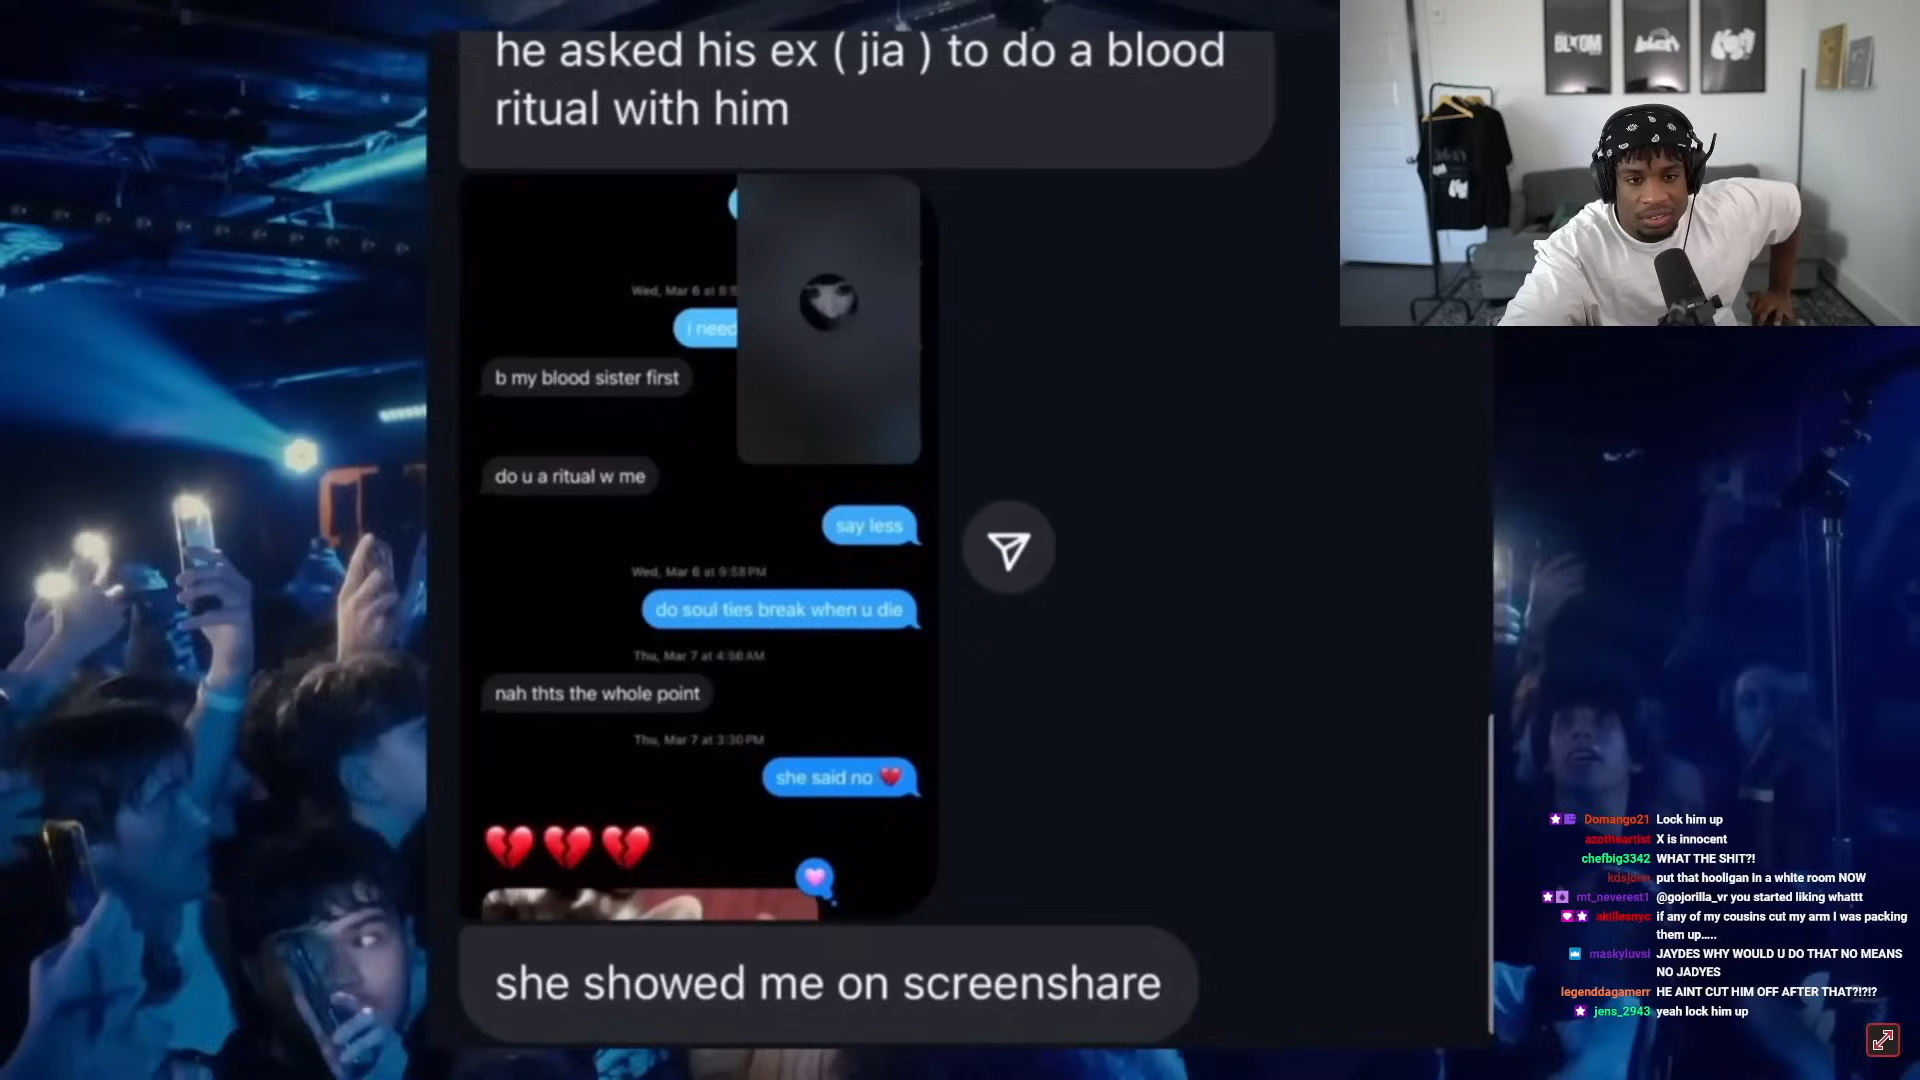 he asked his ex ( jia ) to do a blood
ritual with him
Wed, Mar 6 at
i need
b my blood sister first
do u a ritual w me
say less
Wed, Mar 6 at 9:58 PM
do soul ties break when u die
Thu, Mar 7 at 4:56 AM
nah thts the whole point
Thu, Mar 7 at 3:30 PM
she said no 💔
💔 💔 💔
she showed me on screenshare
BLXOM
Domango21 Lock him up
azotheartist X is innocent
chefbig3342 WHAT THE SHIT?!
put that hooligan In a white room NOW
mt_neverest1 @gojorilla_vr you started liking whattt
akillesnyc if any of my cousins cut my arm I was packing
them up.....
maskyluvsl JAYDES WHY WOULD U DO THAT NO MEANS
NO JADYES
legenddagamerr HE AINT CUT HIM OFF AFTER THAT?!?!?
jens_2943 yeah lock him up